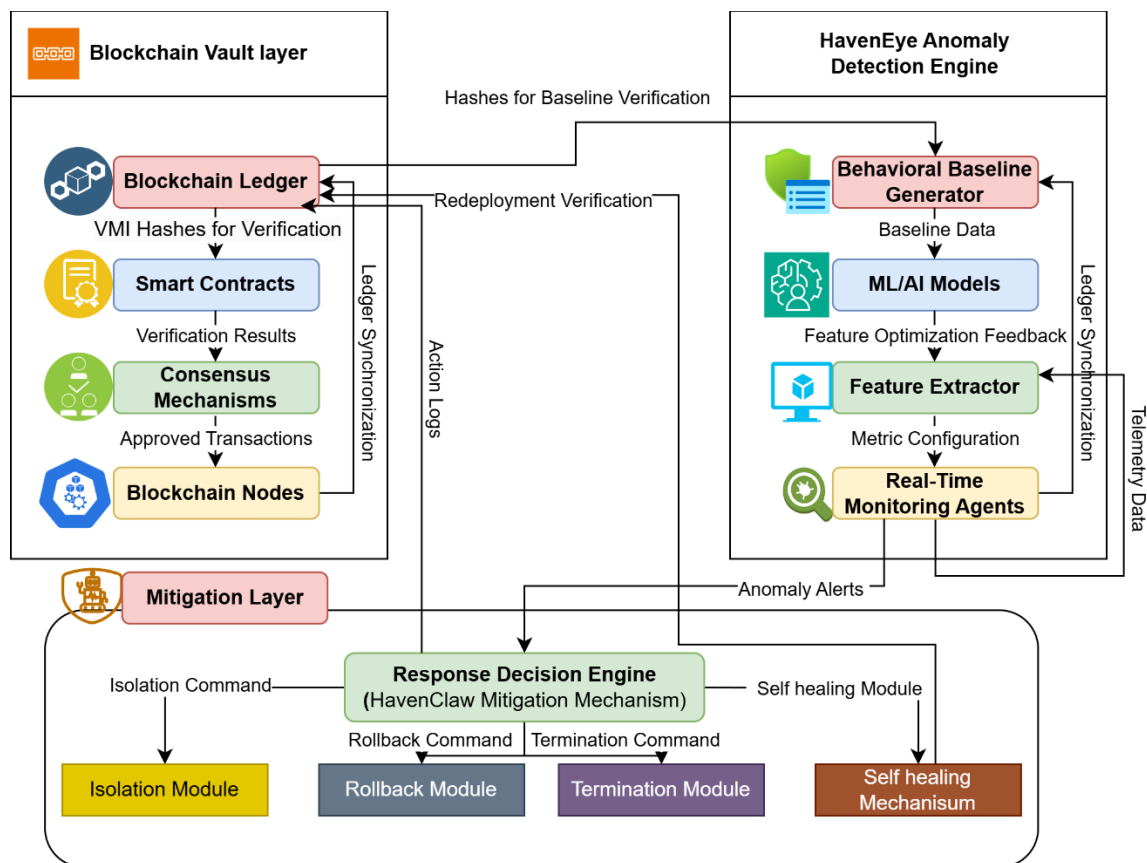 Blockchain Vault layer
HavenEye Anomaly
Detection Engine
Hashes for Baseline Verification
Blockchain Ledger
Behavioral Baseline
Generator
Redeployment Verification
VMI Hashes for Verification
Baseline Data
Smart Contracts
ML/AI Models
Ledger Synchronization
Ledger Synchronization
Verification Results
Feature Optimization Feedback
Action Logs
Consensus
Mechanisms
Feature Extractor
Telemetry Data
Approved Transactions
Metric Configuration
Blockchain Nodes
Real-Time
Monitoring Agents
Mitigation Layer
Anomaly Alerts
Response Decision Engine
(HavenClaw Mitigation Mechanism)
Isolation Command
Self healing Module
Rollback Command
Termination Command
Isolation Module
Rollback Module
Termination Module
Self healing
Mechanisum